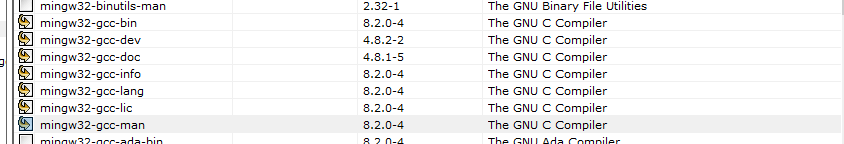 mingw32-binutils-man 2.32-1 The GNU Binary File Utilities
mingw32-gcc-bin 8.2.0-4 The GNU C Compiler
mingw32-gcc-dev 4.8.2-2 The GNU C Compiler
mingw32-gcc-doc 4.8.1-5 The GNU C Compiler
mingw32-gcc-info 8.2.0-4 The GNU C Compiler
mingw32-gcc-lang 8.2.0-4 The GNU C Compiler
mingw32-gcc-lic 8.2.0-4 The GNU C Compiler
mingw32-gcc-man 8.2.0-4 The GNU C Compiler
mingw32-gcc-ada-bin 8.2.0-4 The GNU Ada Compiler